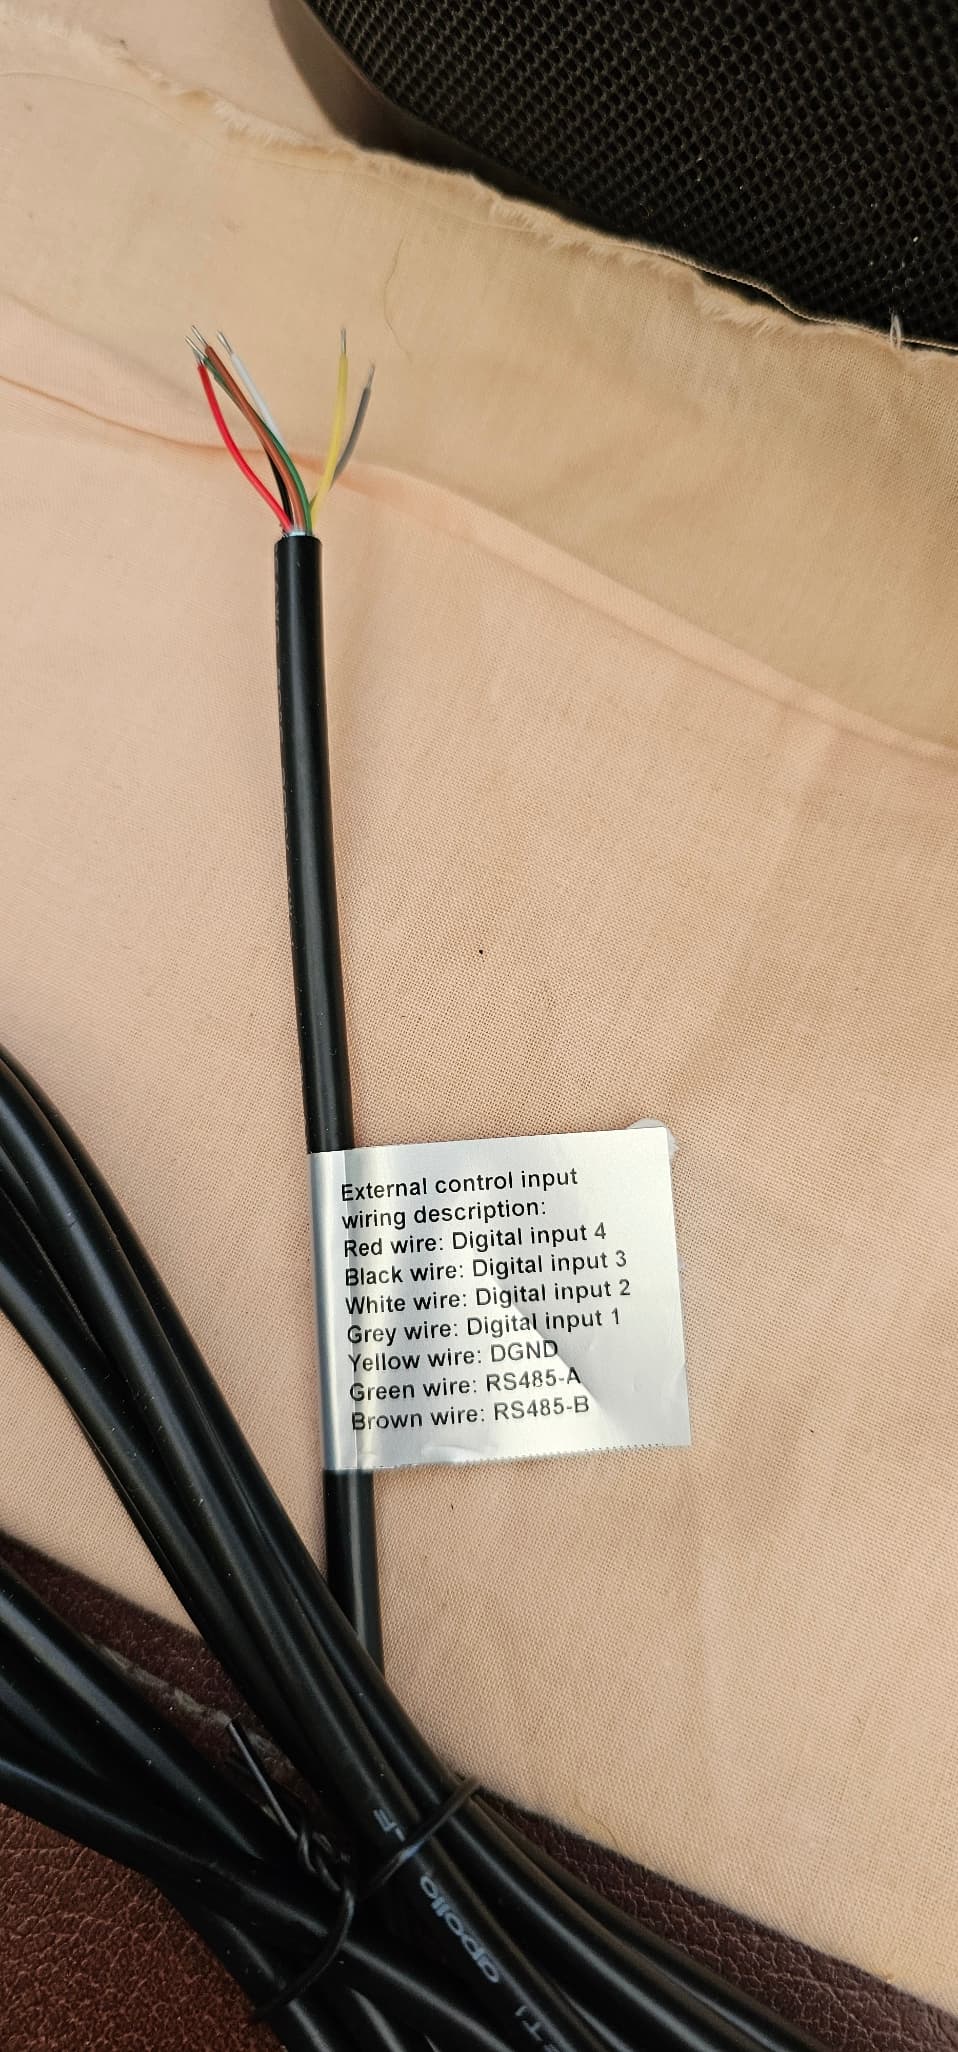 External control input
wiring description:
Red wire: Digital input 4
Black wire: Digital input 3
White wire: Digital input 2
Grey wire: Digital input 1
Yellow wire: DGND
Green wire: RS485-A
Brown wire: RS485-B
apollo